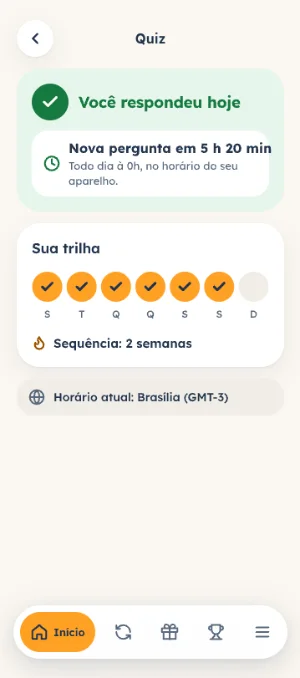 Quiz
Você respondeu hoje
Nova pergunta em 5 h 20 min
Todo dia à 0h, no horário do seu
aparelho.
Sua trilha
S T Q Q S S D
Sequência: 2 semanas
Horário atual: Brasília (GMT-3)
Início